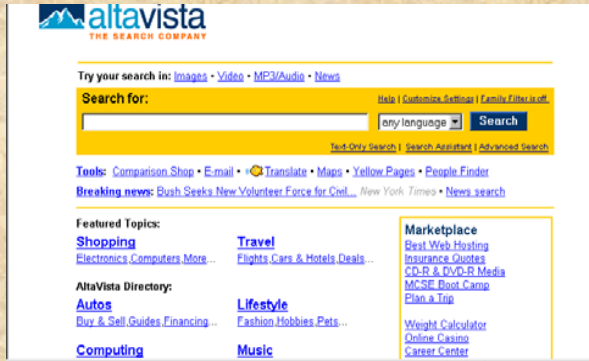 altavista
THE SEARCH COMPANY
Try your search in: Images • Video • MP3/Audio • News
Search for:
Help | Customize Settings | Family Filter is off
any language Search
Text-Only Search | Search Assistant | Advanced Search
Tools: Comparison Shop • E-mail • Translate • Maps • Yellow Pages • People Finder
Breaking news: Bush Seeks New Volunteer Force for Civil... New York Times • News search
Featured Topics:
Shopping
Electronics,Computers,More...
Travel
Flights,Cars & Hotels,Deals...
AltaVista Directory:
Autos
Buy & Sell,Guides,Financing...
Lifestyle
Fashion,Hobbies,Pets...
Computing
Music
Marketplace
Best Web Hosting
Insurance Quotes
CD-R & DVD-R Media
MCSE Boot Camp
Plan a Trip
Weight Calculator
Online Casino
Career Center